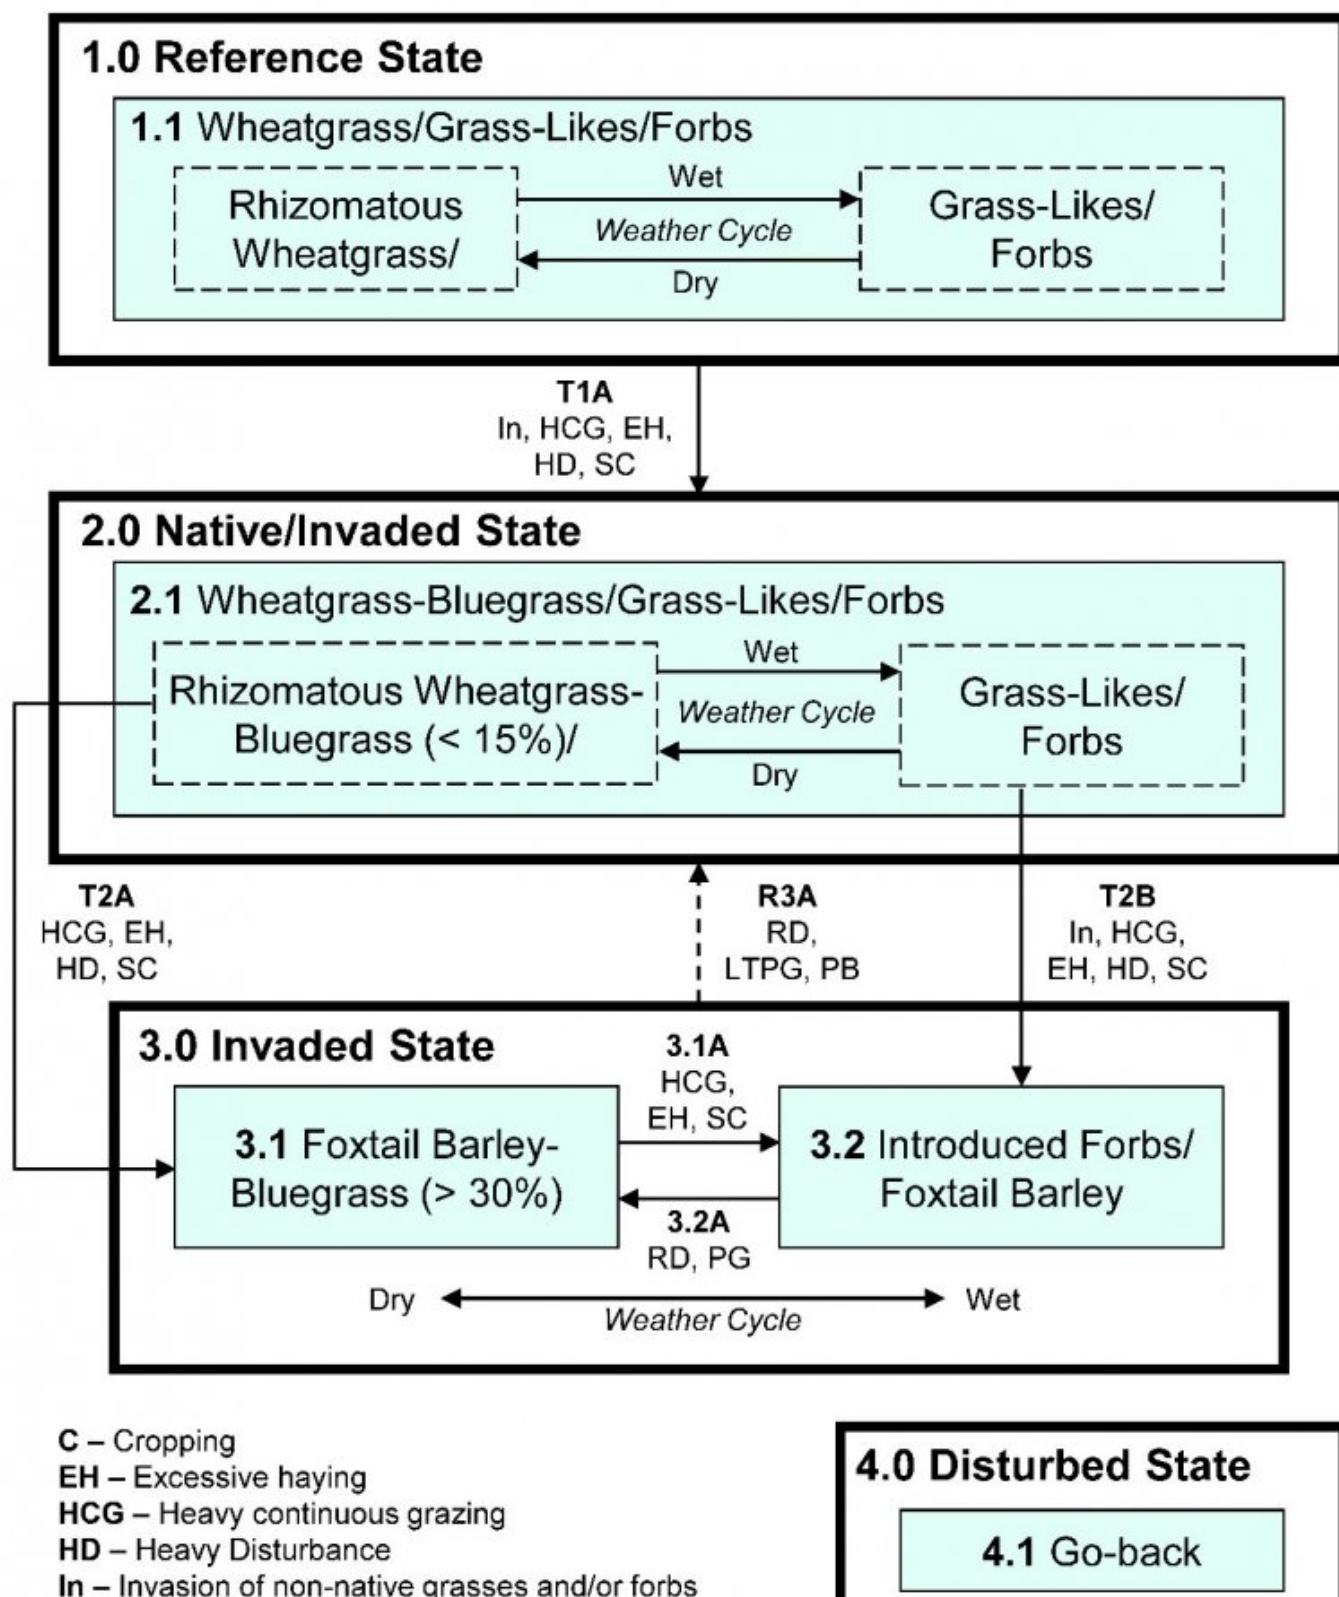 1.0 Reference State
1.1 Wheatgrass/Grass-Likes/Forbs
Rhizomatous
Wheatgrass/
Wet
Weather Cycle
Dry
Grass-Likes/
Forbs
T1A
In, HCG, EH,
HD, SC
2.0 Native/Invaded State
2.1 Wheatgrass-Bluegrass/Grass-Likes/Forbs
Rhizomatous Wheatgrass-
Bluegrass (< 15%)/
Wet
Weather Cycle
Dry
Grass-Likes/
Forbs
T2A
HCG, EH,
HD, SC
R3A
RD,
LTPG, PB
T2B
In, HCG,
EH, HD, SC
3.0 Invaded State
3.1 Foxtail Barley-
Bluegrass (> 30%)
3.1A
HCG,
EH, SC
3.2A
RD, PG
3.2 Introduced Forbs/
Foxtail Barley
Dry
Weather Cycle
Wet
C – Cropping
EH – Excessive haying
HCG – Heavy continuous grazing
HD – Heavy Disturbance
In – Invasion of non-native grasses and/or forbs
4.0 Disturbed State
4.1 Go-back